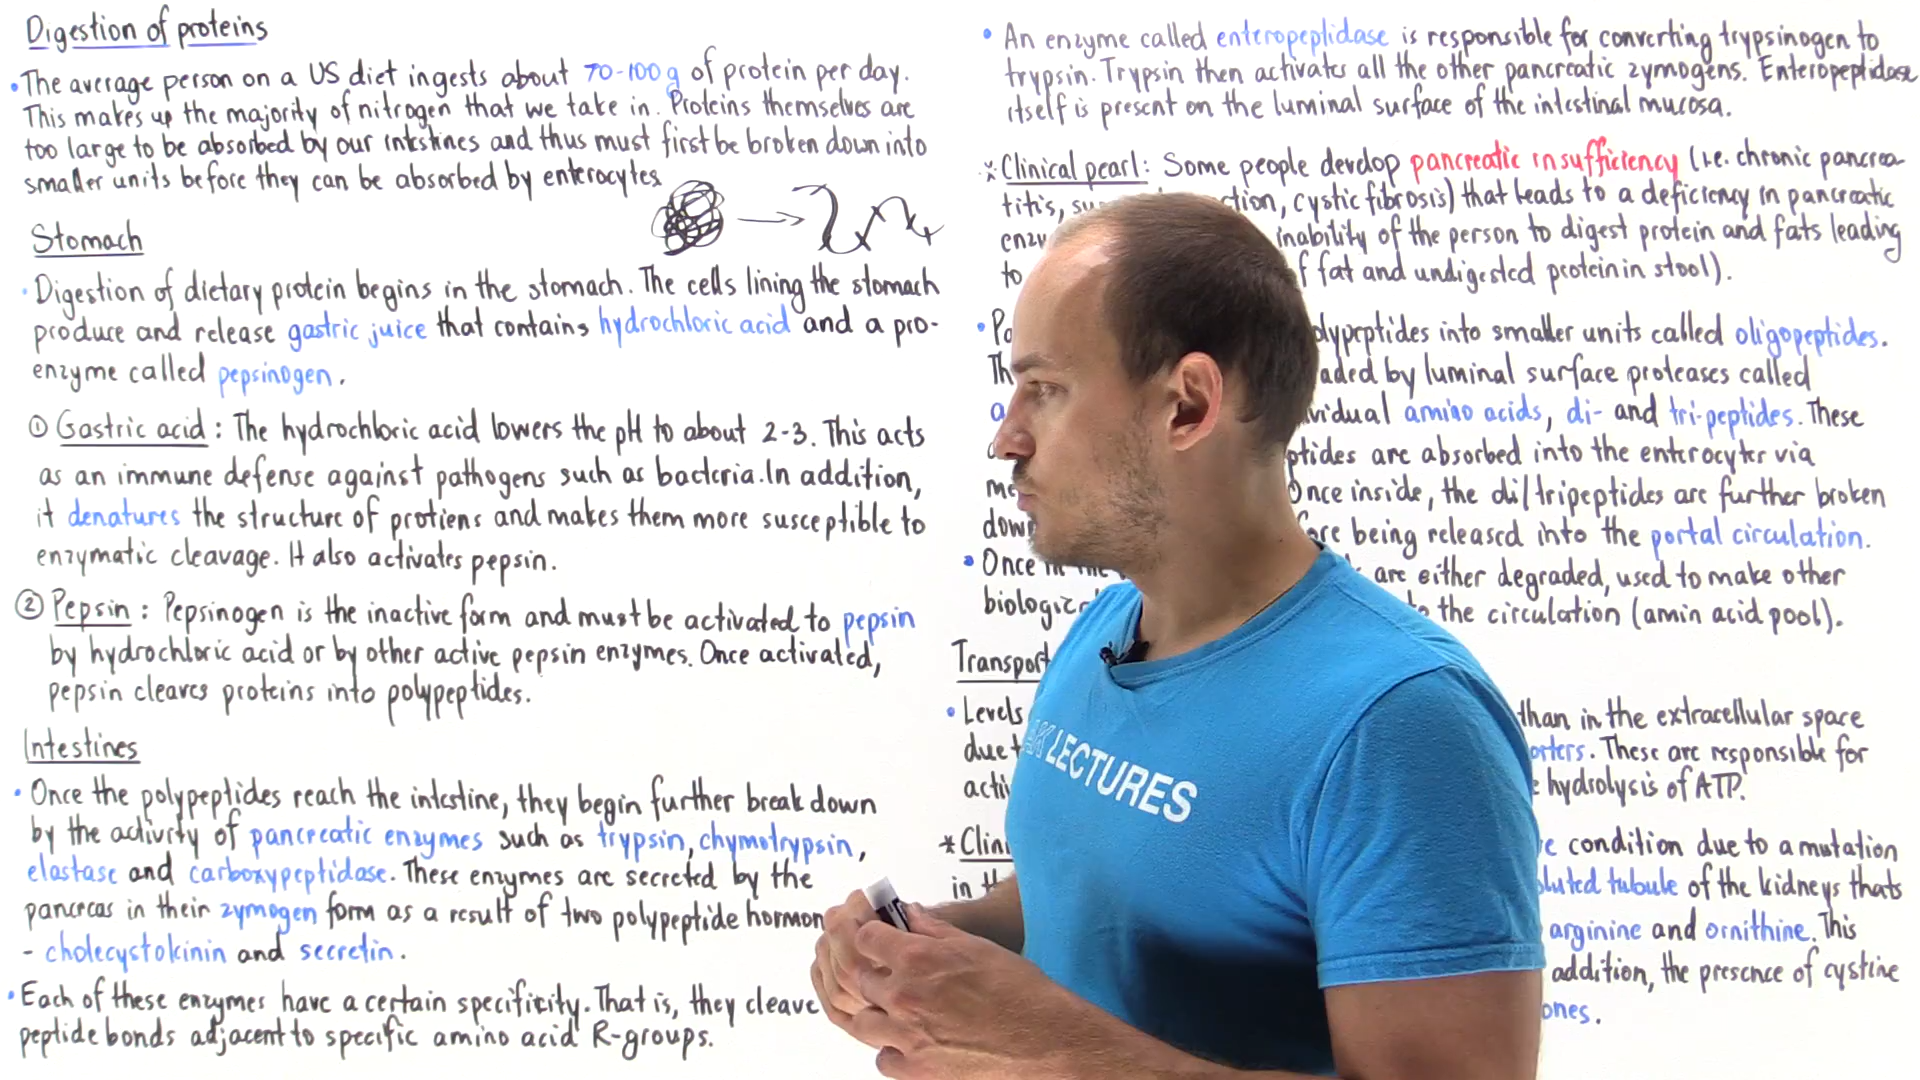 Digestion of proteins
• The average person on a US diet ingests about 70-100g of protein per day.
This makes up the majority of nitrogen that we take in. Proteins themselves are
too large to be absorbed by our intestines and thus must first be broken down into
smaller units before they can be absorbed by enterocytes.
Stomach
• Digestion of dietary protein begins in the stomach. The cells lining the stomach
produce and release gastric juice that contains hydrochloric acid and a pro-
enzyme called pepsinogen.
① Gastric acid: The hydrochloric acid lowers the pH to about 2-3. This acts
as an immune defense against pathogens such as bacteria. In addition,
it denatures the structure of protiens and makes them more susceptible to
enzymatic cleavage. It also activates pepsin.
② Pepsin: Pepsinogen is the inactive form and must be activated to pepsin
by hydrochloric acid or by other active pepsin enzymes. Once activated,
pepsin cleaves proteins into polypeptides.
Intestines
• Once the polypeptides reach the intestine, they begin further break down
by the activity of pancreatic enzymes such as trypsin, chymotrypsin,
elastase and carboxypeptidase. These enzymes are secreted by the
pancreas in their zymogen form as a result of two polypeptide hormon
- cholecystokinin and secretin.
• Each of these enzymes have a certain specificity. That is, they cleave
peptide bonds adjacent to specific amino acid R-groups.
• An enzyme called enteropeptidase is responsible for converting trypsinogen to
trypsin. Trypsin then activates all the other pancreatic zymogens. Enteropeptidase
itself is present on the luminal surface of the intestinal mucosa.
* Clinical pearl: Some people develop pancreatic insufficiency (i.e. chronic pancrea-
titis, su ction, cystic fibrosis) that leads to a deficiency in pancreatic
enzy inability of the person to digest protein and fats leading
to f fat and undigested protein in stool).
• Pa lypeptides into smaller units called oligopeptides.
Th aded by luminal surface proteases called
a vidual amino acids, di- and tri-peptides. These
ptides are absorbed into the enterocytes via
me Once inside, the di/tripeptides are further broken
down ore being released into the portal circulation.
• Once in the are either degraded, used to make other
biologic to the circulation (amin acid pool).
Transport
• Levels than in the extracellular space
due t orters. These are responsible for
acti e hydrolysis of ATP.
* Clini e condition due to a mutation
in th luted tubule of the kidneys thats
arginine and ornithine. This
addition, the presence of cystine
ones.
AK LECTURES